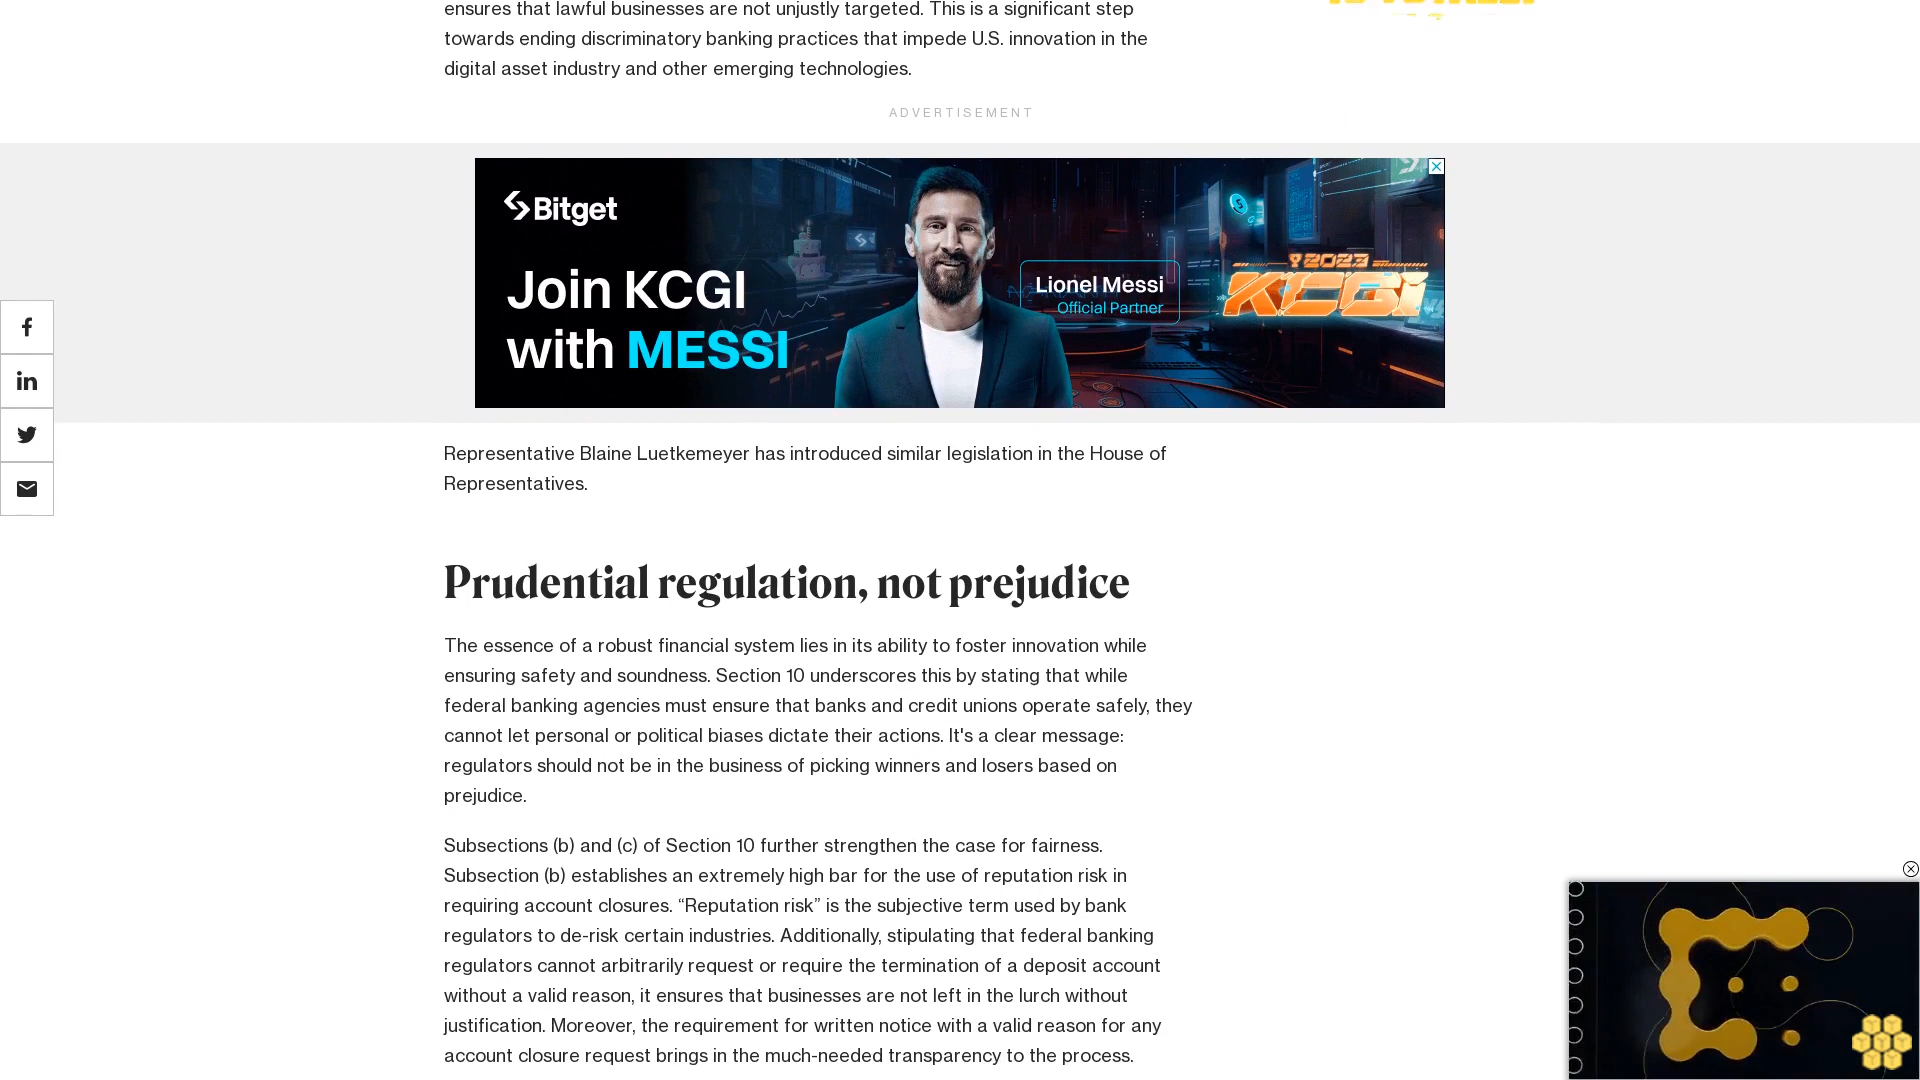 ensures that lawful businesses are not unjustly targeted. This is a significant step
towards ending discriminatory banking practices that impede U.S. innovation in the
digital asset industry and other emerging technologies.
ADVERTISEMENT
Bitget
Join KCGI
with MESSI
Lionel Messi
Official Partner
2023
KCGI
Representative Blaine Luetkemeyer has introduced similar legislation in the House of
Representatives.
Prudential regulation, not prejudice
The essence of a robust financial system lies in its ability to foster innovation while
ensuring safety and soundness. Section 10 underscores this by stating that while
federal banking agencies must ensure that banks and credit unions operate safely, they
cannot let personal or political biases dictate their actions. It's a clear message:
regulators should not be in the business of picking winners and losers based on
prejudice.
Subsections (b) and (c) of Section 10 further strengthen the case for fairness.
Subsection (b) establishes an extremely high bar for the use of reputation risk in
requiring account closures. “Reputation risk” is the subjective term used by bank
regulators to de-risk certain industries. Additionally, stipulating that federal banking
regulators cannot arbitrarily request or require the termination of a deposit account
without a valid reason, it ensures that businesses are not left in the lurch without
justification. Moreover, the requirement for written notice with a valid reason for any
account closure request brings in the much-needed transparency to the process.